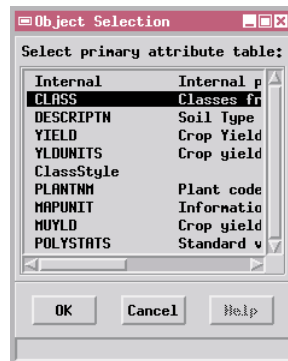 Object Selection
Select primary attribute table:
Internal Internal p
CLASS Classes fr
DESCRIPTN Soil Type
YIELD Crop Yield
YLDUNITS Crop yield
ClassStyle
PLANTNM Plant code
MAPUNIT Informatio
MUYLD Crop yield
POLYSTATS Standard v
OK Cancel Help